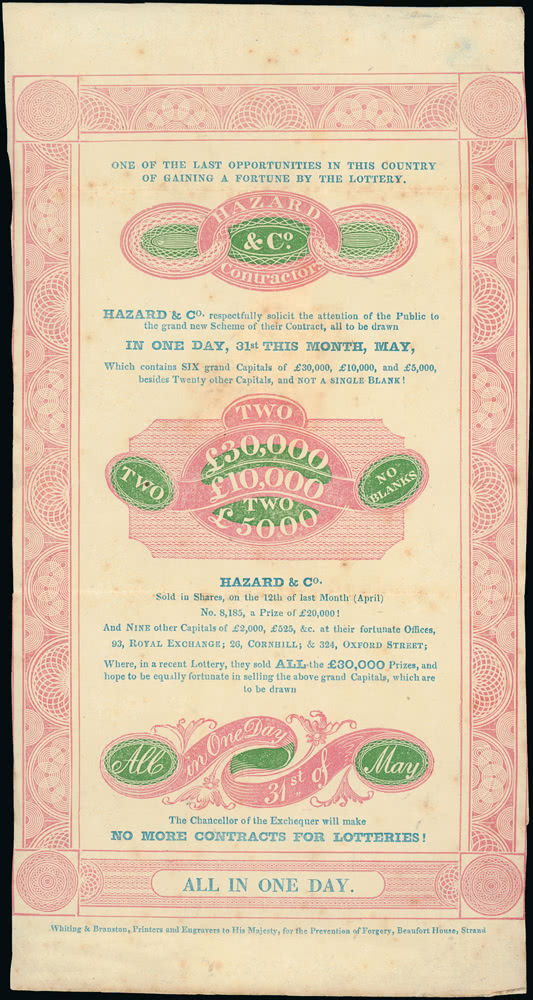 ONE OF THE LAST OPPORTUNITIES IN THIS COUNTRY
OF GAINING A FORTUNE BY THE LOTTERY.
HAZARD
& Co.
Contractors
HAZARD & Co. respectfully solicit the attention of the Public to
the grand new Scheme of their Contract, all to be drawn
IN ONE DAY, 31st THIS MONTH, MAY,
Which contains SIX grand Capitals of £30,000, £10,000, and £5,000,
besides Twenty other Capitals, and NOT A SINGLE BLANK!
TWO
£30,000
TWO
£10,000
NO
BLANKS
TWO
£5000
HAZARD & Co.
Sold in Shares, on the 12th of last Month (April)
No. 8,185, a Prize of £20,000!
And NINE other Capitals of £2,000, £525, &c. at their fortunate Offices,
93, ROYAL EXCHANGE; 26, CORNHILL; & 324, OXFORD STREET;
Where, in a recent Lottery, they sold ALL the £30,000 Prizes, and
hope to be equally fortunate in selling the above grand Capitals, which are
to be drawn
All in One Day
31st of May
The Chancellor of the Exchequer will make
NO MORE CONTRACTS FOR LOTTERIES!
ALL IN ONE DAY.
Whiting & Branston, Printers and Engravers to His Majesty, for the Prevention of Forgery, Beaufort House, Strand